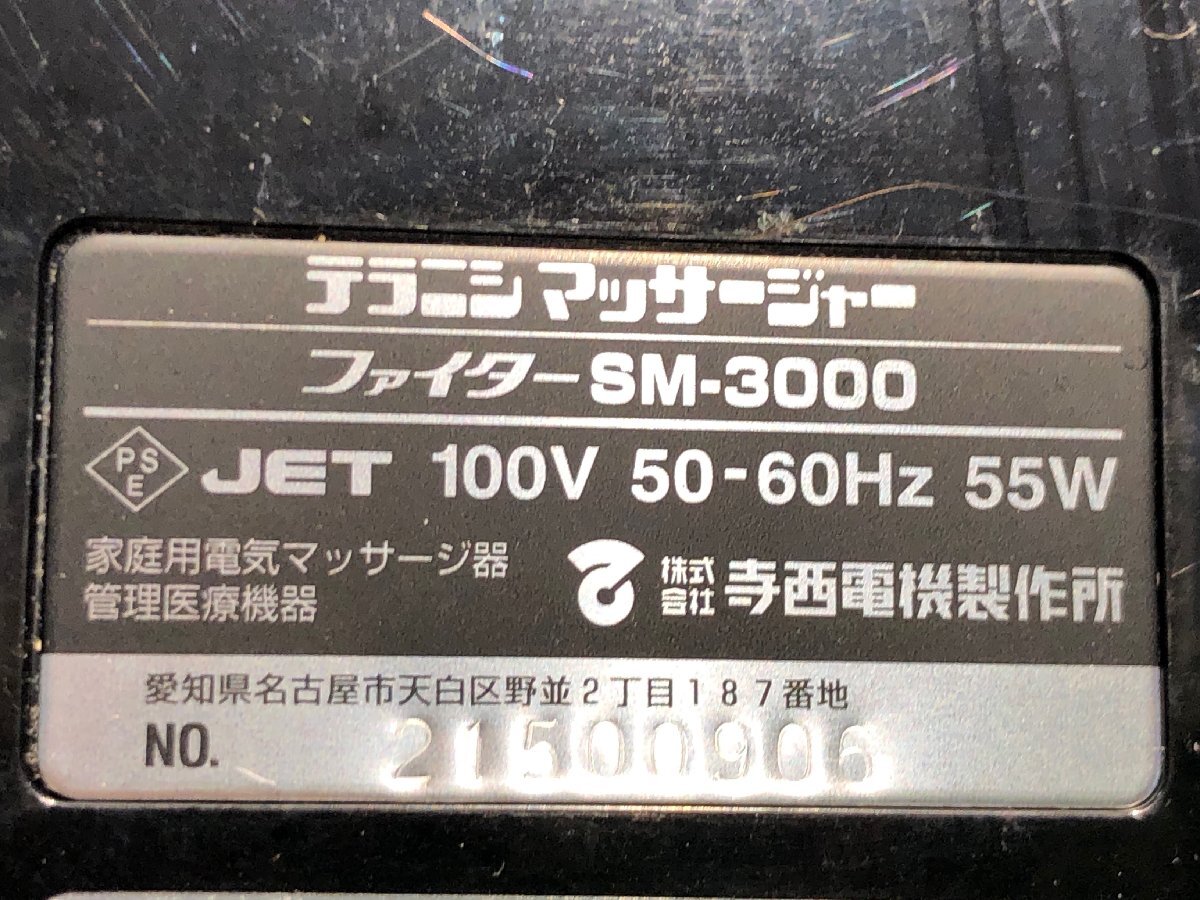 テラニシ マッサージャー
ファイター SM-3000
PSE JET 100V 50-60Hz 55W
家庭用電気マッサージ器
管理医療機器
株式会社 寺西電機製作所
愛知県名古屋市天白区野並2丁目187番地
NO. 21500906